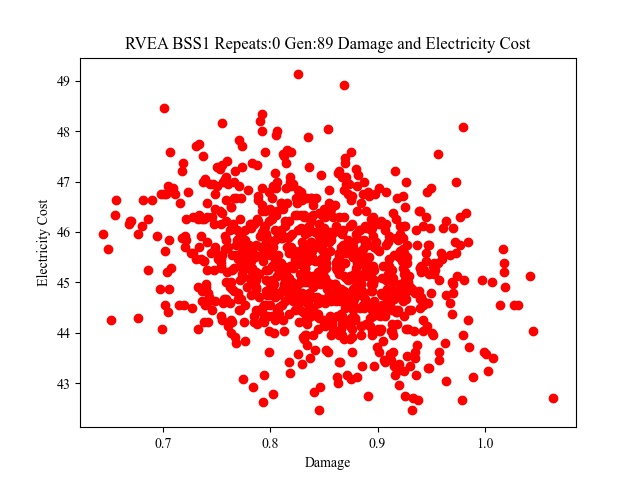 RVEA BSS1 Repeats:0 Gen:89 Damage and Electricity Cost
49
48
47
46
45
44
43
Electricity Cost
0.7 0.8 0.9 1.0
Damage